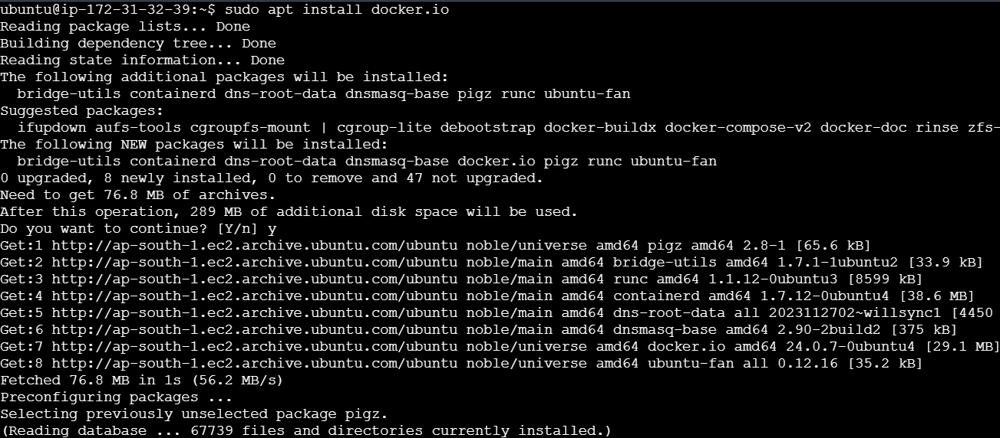 ubuntu@ip-172-31-32-39:~$ sudo apt install docker.io
Reading package lists... Done
Building dependency tree... Done
Reading state information... Done
The following additional packages will be installed:
  bridge-utils containerd dns-root-data dnsmasq-base pigz runc ubuntu-fan
Suggested packages:
  ifupdown aufs-tools cgroupfs-mount | cgroup-lite debootstrap docker-buildx docker-compose-v2 docker-doc rinse zfs-
The following NEW packages will be installed:
  bridge-utils containerd dns-root-data dnsmasq-base docker.io pigz runc ubuntu-fan
0 upgraded, 8 newly installed, 0 to remove and 47 not upgraded.
Need to get 76.8 MB of archives.
After this operation, 289 MB of additional disk space will be used.
Do you want to continue? [Y/n] y
Get:1 http://ap-south-1.ec2.archive.ubuntu.com/ubuntu noble/universe amd64 pigz amd64 2.8-1 [65.6 kB]
Get:2 http://ap-south-1.ec2.archive.ubuntu.com/ubuntu noble/main amd64 bridge-utils amd64 1.7.1-1ubuntu2 [33.9 kB]
Get:3 http://ap-south-1.ec2.archive.ubuntu.com/ubuntu noble/main amd64 runc amd64 1.1.12-0ubuntu3 [8599 kB]
Get:4 http://ap-south-1.ec2.archive.ubuntu.com/ubuntu noble/main amd64 containerd amd64 1.7.12-0ubuntu4 [38.6 MB]
Get:5 http://ap-south-1.ec2.archive.ubuntu.com/ubuntu noble/main amd64 dns-root-data all 2023112702~willsync1 [4450
Get:6 http://ap-south-1.ec2.archive.ubuntu.com/ubuntu noble/main amd64 dnsmasq-base amd64 2.90-2build2 [375 kB]
Get:7 http://ap-south-1.ec2.archive.ubuntu.com/ubuntu noble/universe amd64 docker.io amd64 24.0.7-0ubuntu4 [29.1 MB]
Get:8 http://ap-south-1.ec2.archive.ubuntu.com/ubuntu noble/universe amd64 ubuntu-fan all 0.12.16 [35.2 kB]
Fetched 76.8 MB in 1s (56.2 MB/s)
Preconfiguring packages ...
Selecting previously unselected package pigz.
(Reading database ... 67739 files and directories currently installed.)